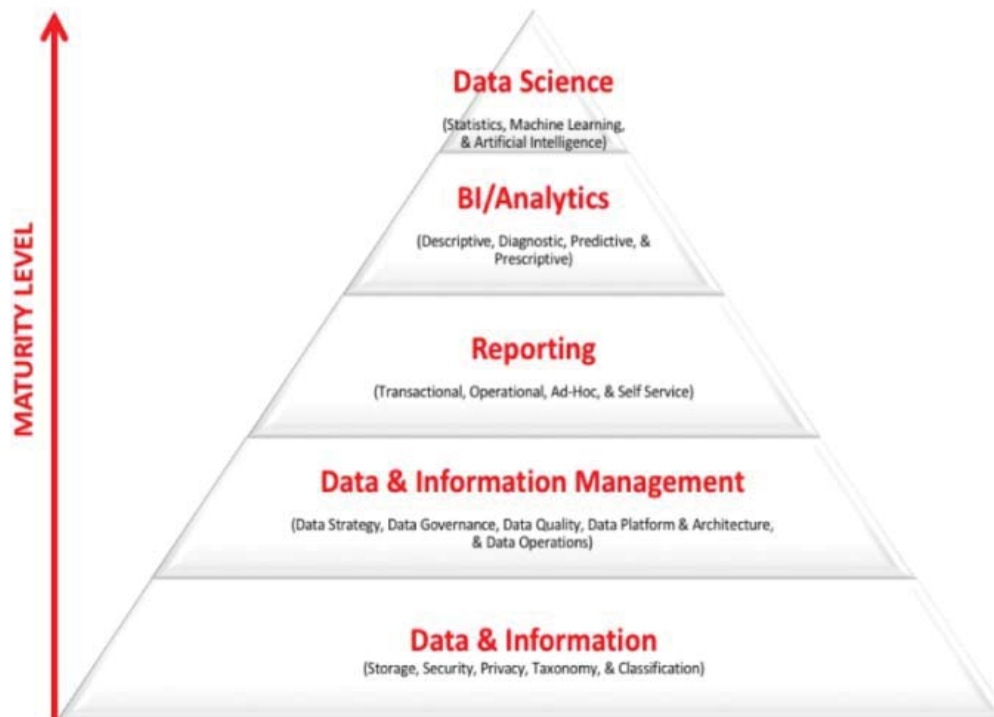 Data Science
(Statistics, Machine Learning,
& Artificial Intelligence)
BI/Analytics
(Descriptive, Diagnostic, Predictive, &
Prescriptive)
Reporting
(Transactional, Operational, Ad-Hoc, & Self Service)
Data & Information Management
(Data Strategy, Data Governance, Data Quality, Data Platform & Architecture,
& Data Operations)
Data & Information
(Storage, Security, Privacy, Taxonomy, & Classification)
MATURITY LEVEL